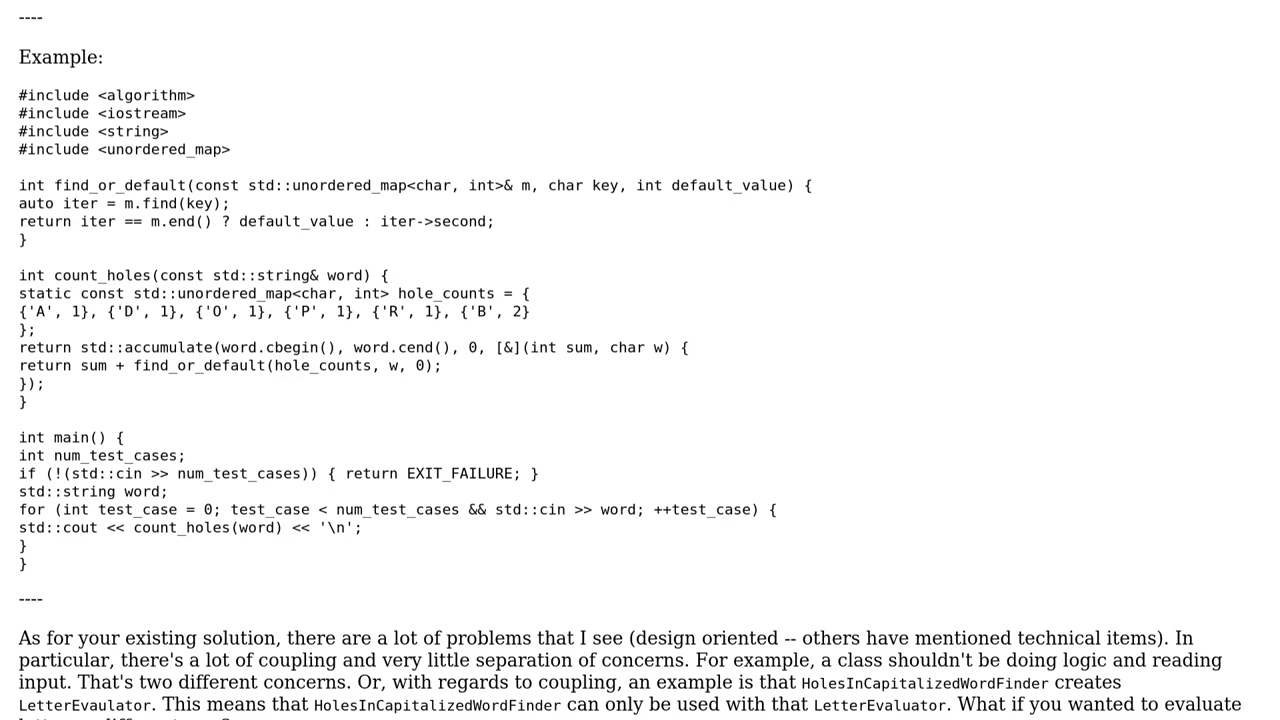 ----
Example:
#include <algorithm>
#include <iostream>
#include <string>
#include <unordered_map>
int find_or_default(const std::unordered_map<char, int>& m, char key, int default_value) {
auto iter = m.find(key);
return iter == m.end() ? default_value : iter->second;
}
int count_holes(const std::string& word) {
static const std::unordered_map<char, int> hole_counts = {
{'A', 1}, {'D', 1}, {'O', 1}, {'P', 1}, {'R', 1}, {'B', 2}
};
return std::accumulate(word.cbegin(), word.cend(), 0, [&](int sum, char w) {
return sum + find_or_default(hole_counts, w, 0);
});
}
int main() {
int num_test_cases;
if (!(std::cin >> num_test_cases)) { return EXIT_FAILURE; }
std::string word;
for (int test_case = 0; test_case < num_test_cases && std::cin >> word; ++test_case) {
std::cout << count_holes(word) << '\n';
}
}
----
As for your existing solution, there are a lot of problems that I see (design oriented -- others have mentioned technical items). In
particular, there's a lot of coupling and very little separation of concerns. For example, a class shouldn't be doing logic and reading
input. That's two different concerns. Or, with regards to coupling, an example is that HolesInCapitalizedWordFinder creates
LetterEvaulator. This means that HolesInCapitalizedWordFinder can only be used with that LetterEvaluator. What if you wanted to evaluate